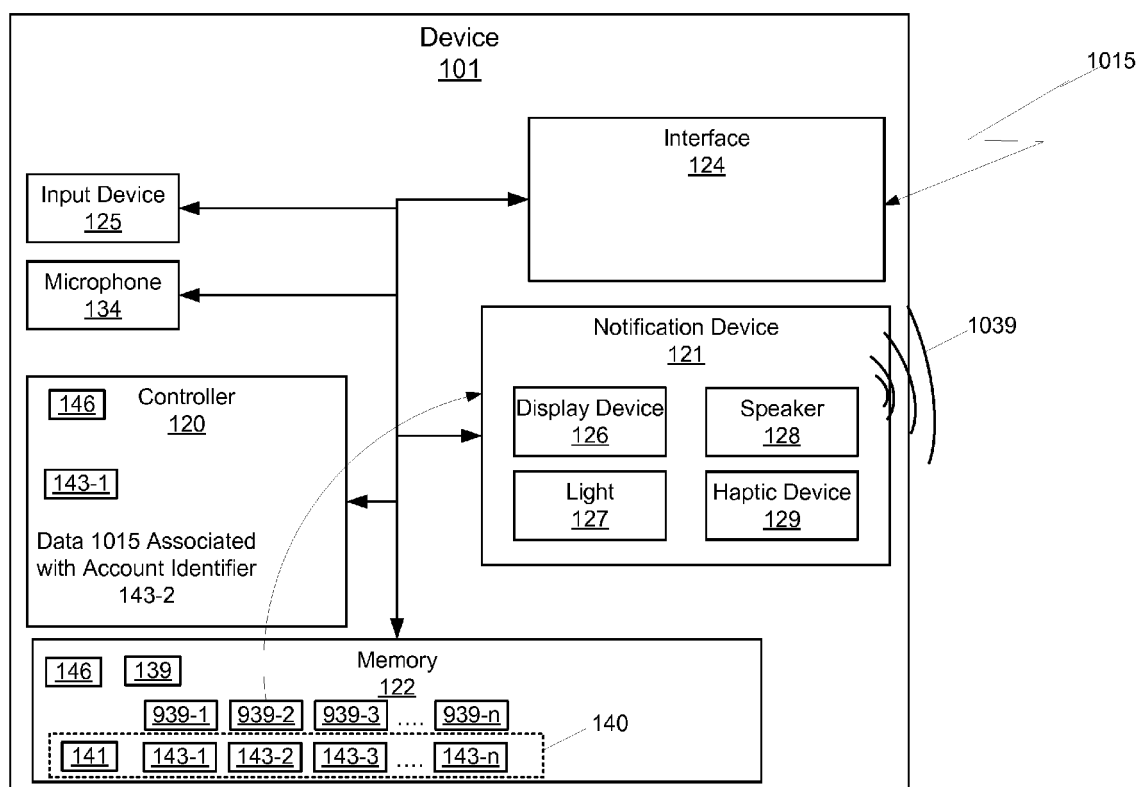 Device
101
1015
Interface
124
Input Device
125
Microphone
134
Notification Device
121
1039
Display Device
126
Speaker
128
Light
127
Haptic Device
129
146
Controller
120
143-1
Data 1015 Associated
with Account Identifier
143-2
Memory
122
146 139
939-1 939-2 939-3 .... 939-n
140
141 143-1 143-2 143-3 .... 143-n